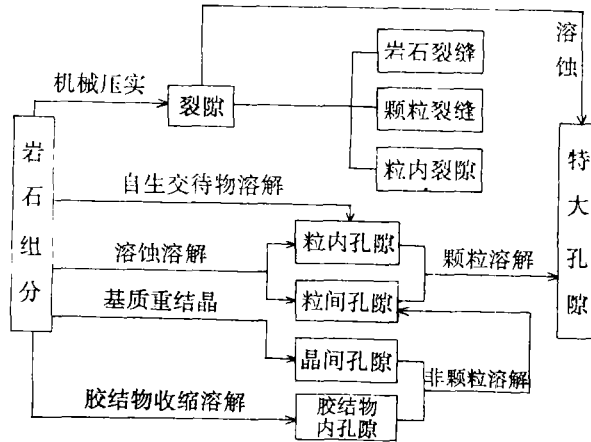 溶蚀
岩石裂缝
机械压实
裂隙
颗粒裂缝
粒内裂隙
岩石组分
特大孔隙
自生交待物溶解
粒内孔隙
溶蚀溶解
颗粒溶解
粒间孔隙
基质重结晶
晶间孔隙
非颗粒溶解
胶结物收缩溶解
胶结物
内孔隙